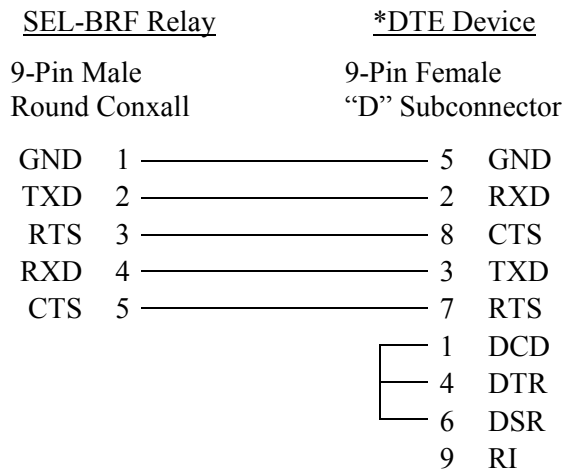 SEL-BRF Relay *DTE Device
9-Pin Male 9-Pin Female
Round Conxall “D” Subconnector
GND 1 5 GND
TXD 2 2 RXD
RTS 3 8 CTS
RXD 4 3 TXD
CTS 5 7 RTS
1 DCD
4 DTR
6 DSR
9 RI